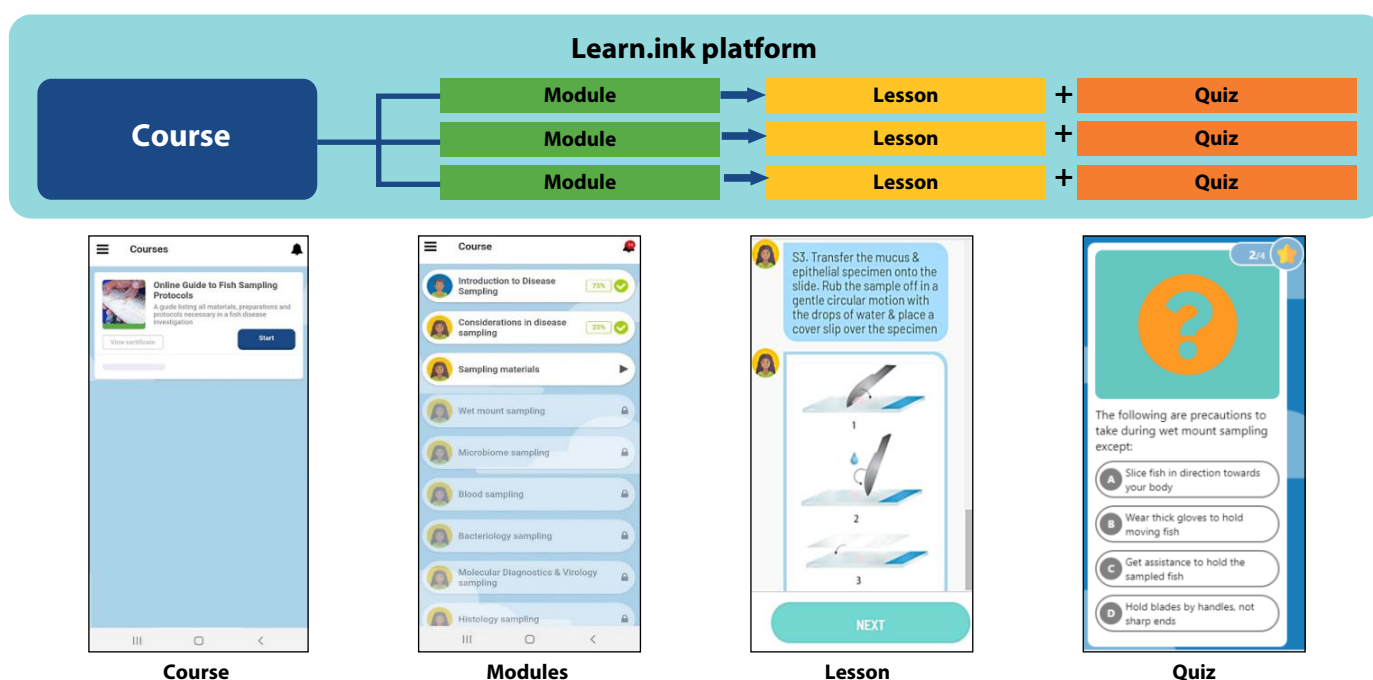 Learn.ink platform
Course
Module
Lesson
+
Quiz
Module
Lesson
+
Quiz
Module
Lesson
+
Quiz
Courses
Online Guide to Fish Sampling
Protocols
A guide listing all materials, preparations and
protocols necessary in a fish disease
investigation
View certificate
Start
Course
Course
Introduction to Disease
Sampling
75%
Considerations in disease
sampling
Sampling materials
Wet mount sampling
Microbiome sampling
Blood sampling
Bacteriology sampling
Molecular Diagnostics & Virology
sampling
Histology sampling
Modules
S3. Transfer the mucus &
epithelial specimen onto the
slide. Rub the sample off in a
gentle circular motion with
the drops of water & place a
cover slip over the specimen
1
2
3
NEXT
Lesson
2/4
?
The following are precautions to
take during wet mount sampling
except:
A Slice fish in direction towards
your body
B Wear thick gloves to hold
moving fish
C Get assistance to hold the
sampled fish
D Hold blades by handles, not
sharp ends
Quiz